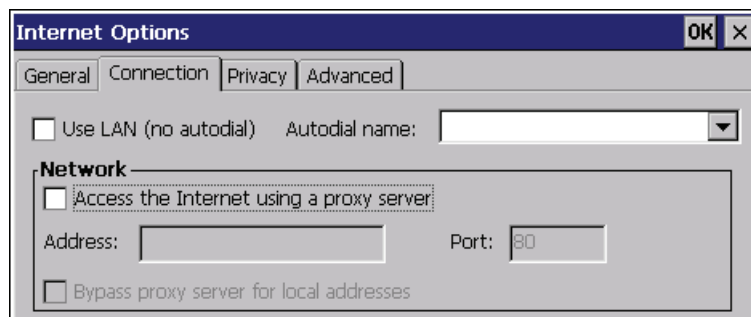 Internet Options OK ×
General Connection Privacy Advanced
Use LAN (no autodial) Autodial name:
Network
Access the Internet using a proxy server
Address: Port: 80
Bypass proxy server for local addresses